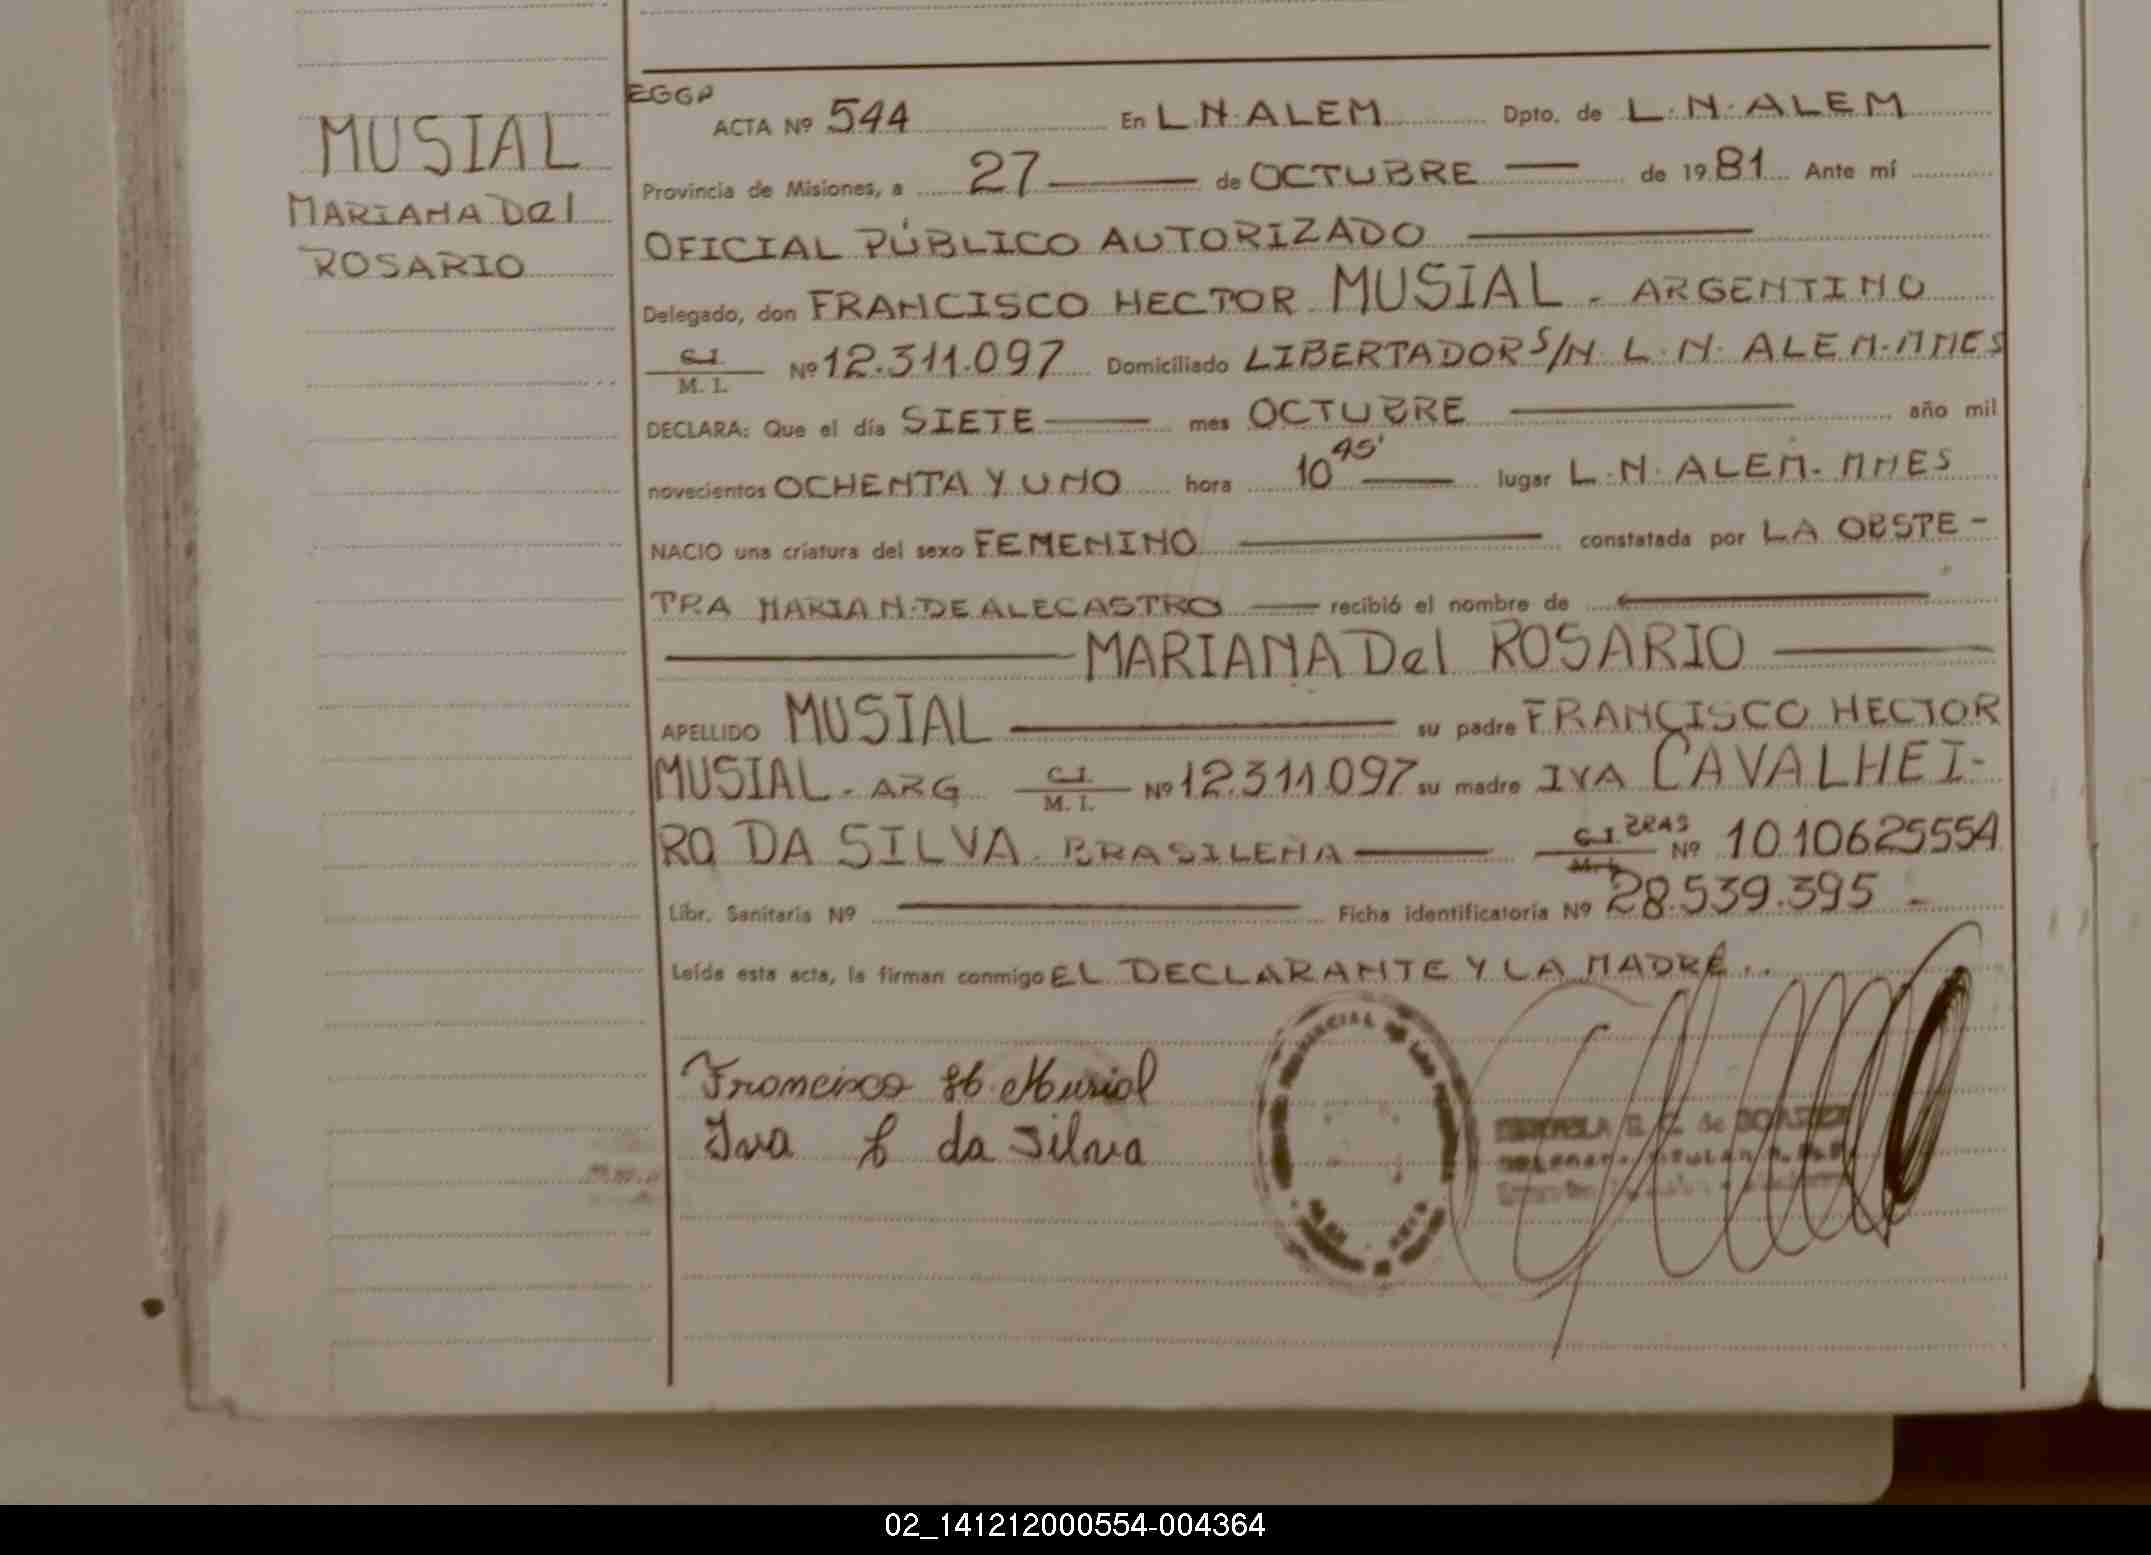 MUSIAL
MARIANA Del
ROSARIO
EGGP
ACTA Nº 544 En L.N.ALEM Dpto. de L.N.ALEM
Provincia de Misiones, a 27 de OCTUBRE de 19 81 Ante mí
OFICIAL PÚBLICO AUTORIZADO
Delegado, don FRANCISCO HECTOR MUSIAL - ARGENTINO
C.I. M. I. Nº 12.311.097 Domiciliado LIBERTADOR S/N L.N. ALEM-MNES
DECLARA: Que el día SIETE mes OCTUBRE año mil
novecientos OCHENTA Y UNO hora 10 45' lugar L.N. ALEM-MNES
NACIO una criatura del sexo FEMENINO constatada por LA OBSTE-
TRA MARIA N. DE ALECASTRO recibió el nombre de
MARIANA Del ROSARIO
APELLIDO MUSIAL su padre FRANCISCO HECTOR
MUSIAL - ARG C.I. M. I. Nº 12.311.097 su madre IVA CAVALHEI-
RO DA SILVA - BRASILEÑA C.I. BRAS M. I. Nº 1010625554
Libr. Sanitaria Nº Ficha identificatoria Nº 28.539.395 -
Leída esta acta, la firman conmigo EL DECLARANTE Y LA MADRE..
Francisco H. Musial
Iva C da Silva
02_141212000554-004364